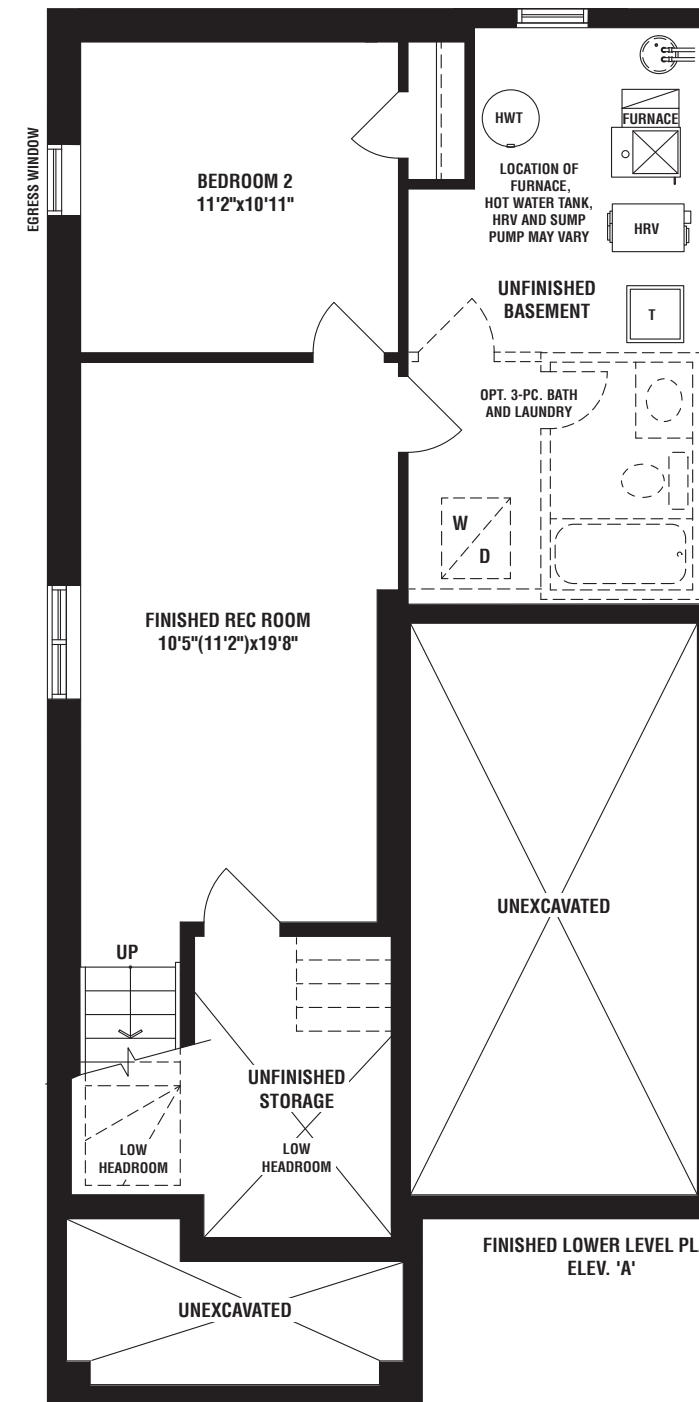 EGRESS WINDOW
BEDROOM 2
11'2"x10'11"
HWT
FURNACE
LOCATION OF
FURNACE,
HOT WATER TANK,
HRV AND SUMP
PUMP MAY VARY
HRV
UNFINISHED
BASEMENT
T
OPT. 3-PC. BATH
AND LAUNDRY
W
D
FINISHED REC ROOM
10'5"(11'2")x19'8"
UNEXCAVATED
UP
UNFINISHED
STORAGE
LOW
HEADROOM
LOW
HEADROOM
UNEXCAVATED
FINISHED LOWER LEVEL PL
ELEV. 'A'